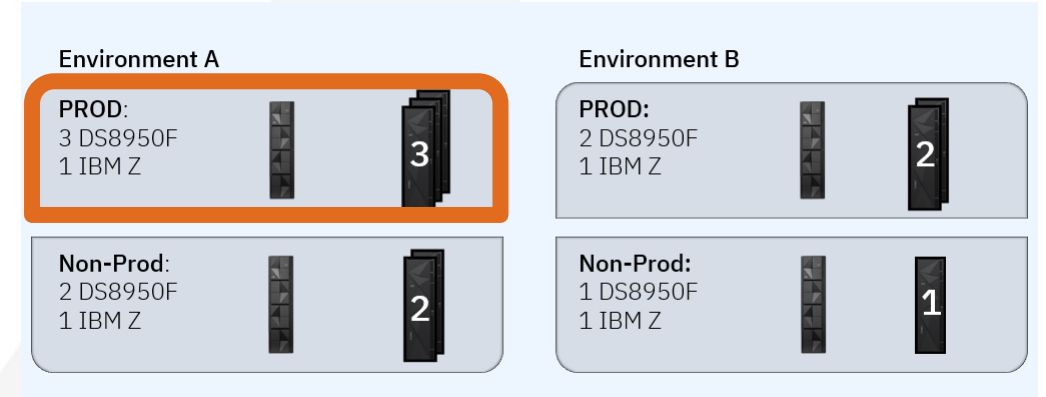 Environment A
PROD:
3 DS8950F
1 IBM Z
3
Non-Prod:
2 DS8950F
1 IBM Z
2
Environment B
PROD:
2 DS8950F
1 IBM Z
2
Non-Prod:
1 DS8950F
1 IBM Z
1